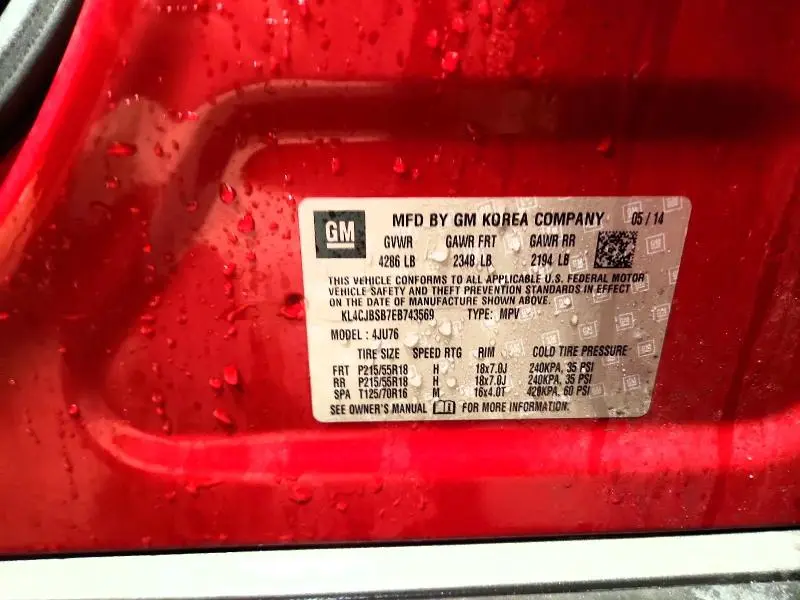 GM
MFD BY GM KOREA COMPANY 05/14
GVWR GAWR FRT GAWR RR
4286 LB 2348 LB 2194 LB
THIS VEHICLE CONFORMS TO ALL APPLICABLE U.S. FEDERAL MOTOR
VEHICLE SAFETY AND THEFT PREVENTION STANDARDS IN EFFECT
ON THE DATE OF MANUFACTURE SHOWN ABOVE.
KL4CJBSB7EB743569 TYPE: MPV
MODEL: 4JU76
TIRE SIZE SPEED RTG RIM COLD TIRE PRESSURE
FRT P215/55R18 H 18x7.0J 240KPA, 35 PSI
RR P215/55R18 H 18x7.0J 240KPA, 35 PSI
SPA T125/70R16 M 16x4.0T 420KPA, 60 PSI
SEE OWNER'S MANUAL FOR MORE INFORMATION.